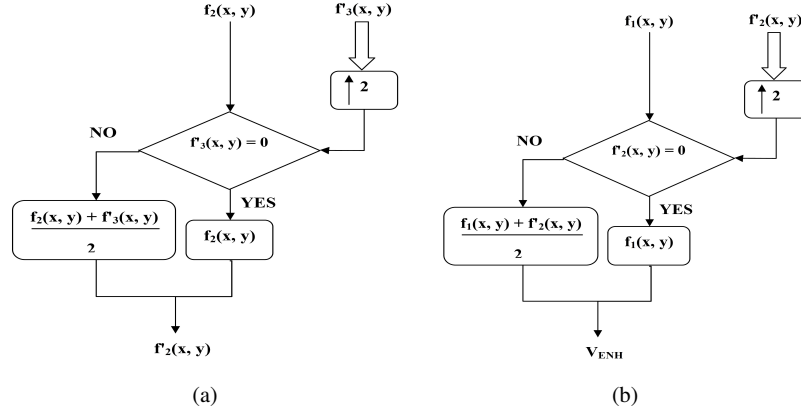 f2(x, y)
f'3(x, y)
2
f'3(x, y) = 0
NO
YES
f2(x, y) + f'3(x, y)
2
f2(x, y)
f'2(x, y)
(a)
f1(x, y)
f'2(x, y)
2
f'2(x, y) = 0
NO
YES
f1(x, y) + f'2(x, y)
2
f1(x, y)
VENH
(b)